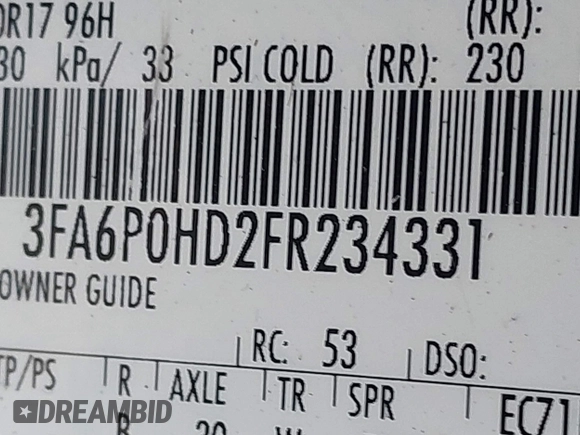 0R17 96H (RR):
30 kPa/ 33 PSI COLD (RR): 230
3FA6P0HD2FR234331
OWNER GUIDE
RC: 53 DSO:
TP/PS R AXLE TR SPR EC71
DREAMBID